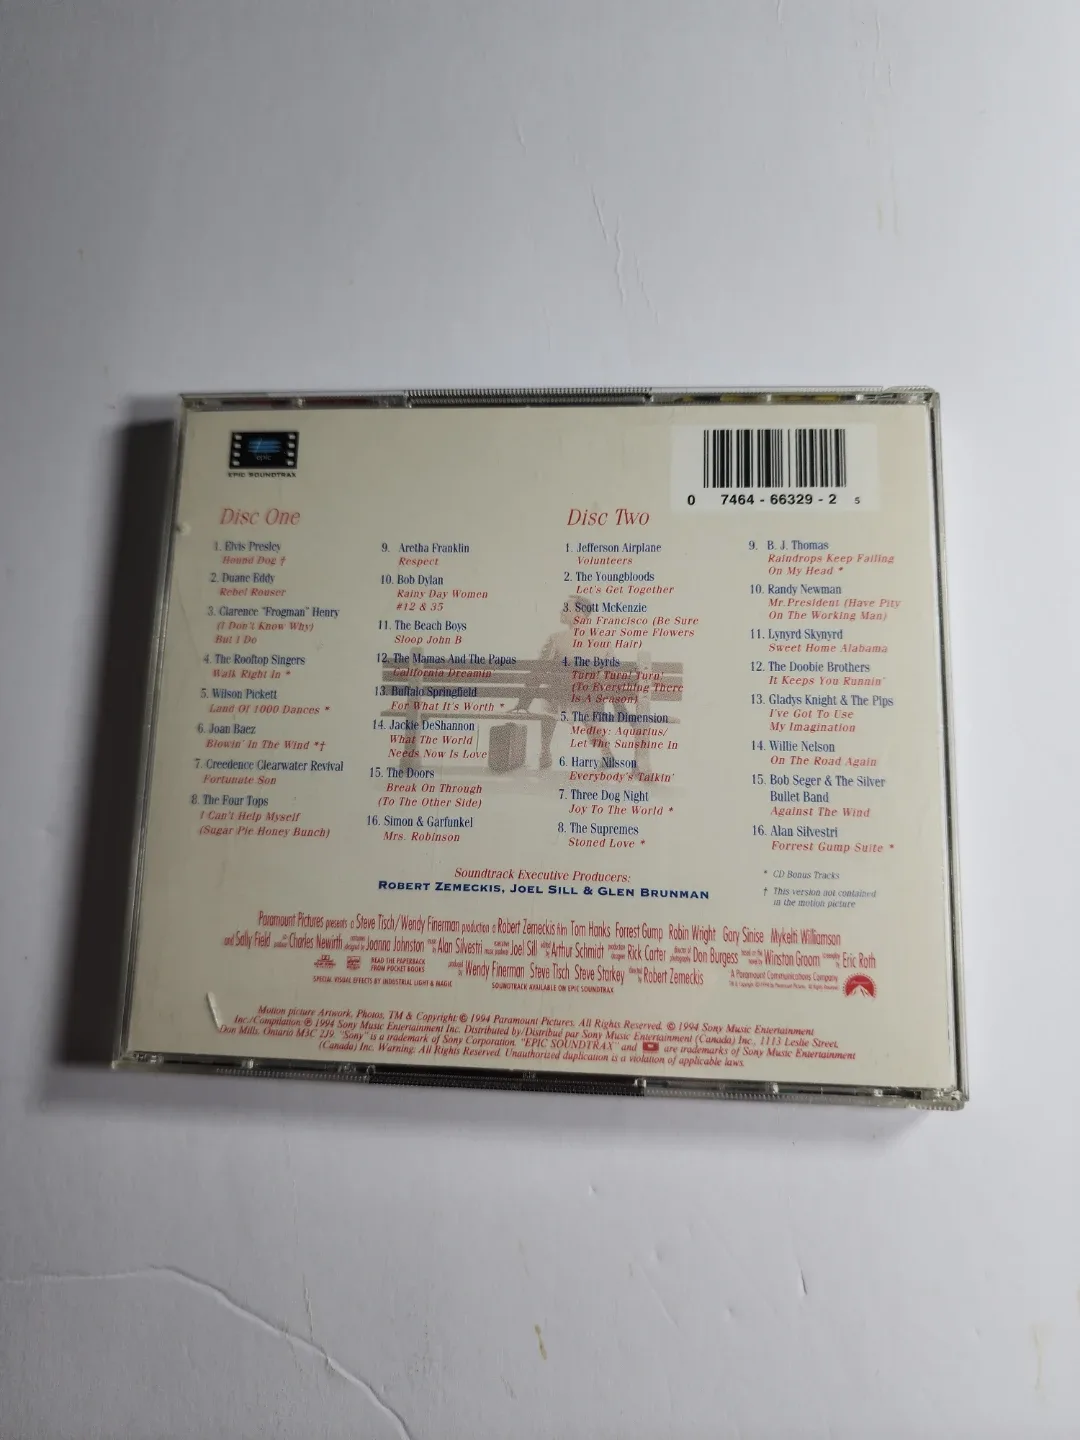 epic
EPIC SOUNDTRAX
0 7464-66329-2 5
Disc One
1. Elvis Presley
Hound Dog †
2. Duane Eddy
Rebel Rouser
3. Clarence "Frogman" Henry
(I Don't Know Why)
But I Do
4. The Rooftop Singers
Walk Right In *
5. Wilson Pickett
Land Of 1000 Dances *
6. Joan Baez
Blowin' In The Wind *†
7. Creedence Clearwater Revival
Fortunate Son
8. The Four Tops
I Can't Help Myself
(Sugar Pie Honey Bunch)
9. Aretha Franklin
Respect
10. Bob Dylan
Rainy Day Women
#12 & 35
11. The Beach Boys
Sloop John B
12. The Mamas And The Papas
California Dreamin'
13. Buffalo Springfield
For What It's Worth *
14. Jackie DeShannon
What The World
Needs Now Is Love
15. The Doors
Break On Through
(To The Other Side)
16. Simon & Garfunkel
Mrs. Robinson
Disc Two
1. Jefferson Airplane
Volunteers
2. The Youngbloods
Let's Get Together
3. Scott McKenzie
San Francisco (Be Sure
To Wear Some Flowers
In Your Hair)
4. The Byrds
Turn! Turn! Turn!
(To Everything There
Is A Season)
5. The Fifth Dimension
Medley: Aquarius/
Let The Sunshine In
6. Harry Nilsson
Everybody's Talkin'
7. Three Dog Night
Joy To The World *
8. The Supremes
Stoned Love *
9. B. J. Thomas
Raindrops Keep Falling
On My Head *
10. Randy Newman
Mr. President (Have Pity
On The Working Man)
11. Lynyrd Skynyrd
Sweet Home Alabama
12. The Doobie Brothers
It Keeps You Runnin'
13. Gladys Knight & The Pips
I've Got To Use
My Imagination
14. Willie Nelson
On The Road Again
15. Bob Seger & The Silver
Bullet Band
Against The Wind
16. Alan Silvestri
Forrest Gump Suite *
* CD Bonus Tracks
† This version not contained
in the motion picture
Soundtrack Executive Producers:
ROBERT ZEMECKIS, JOEL SILL & GLEN BRUNMAN
Paramount Pictures presents a Steve Tisch/Wendy Finerman production a Robert Zemeckis film Tom Hanks Forrest Gump Robin Wright Gary Sinise Mykelti Williamson
and Sally Field Charles Newirth Joanna Johnston Alan Silvestri Joel Sill Arthur Schmidt Rick Carter Don Burgess Winston Groom Eric Roth
READ THE PAPERBACK
FROM POCKET BOOKS
Wendy Finerman Steve Tisch Steve Starkey Robert Zemeckis
A Paramount Communications Company
SPECIAL VISUAL EFFECTS BY INDUSTRIAL LIGHT & MAGIC
SOUNDTRACK AVAILABLE ON EPIC SOUNDTRAX
Motion picture Artwork, Photos, TM & Copyright © 1994 Paramount Pictures. All Rights Reserved. © 1994 Sony Music Entertainment
Inc./Compilation ℗ 1994 Sony Music Entertainment Inc. Distributed by/Distribué par Sony Music Entertainment (Canada) Inc., 1113 Leslie Street,
Don Mills, Ontario M3C 2J9. "Sony" is a trademark of Sony Corporation. "EPIC SOUNDTRAX" and are trademarks of Sony Music Entertainment
(Canada) Inc. Warning: All Rights Reserved. Unauthorized duplication is a violation of applicable laws.